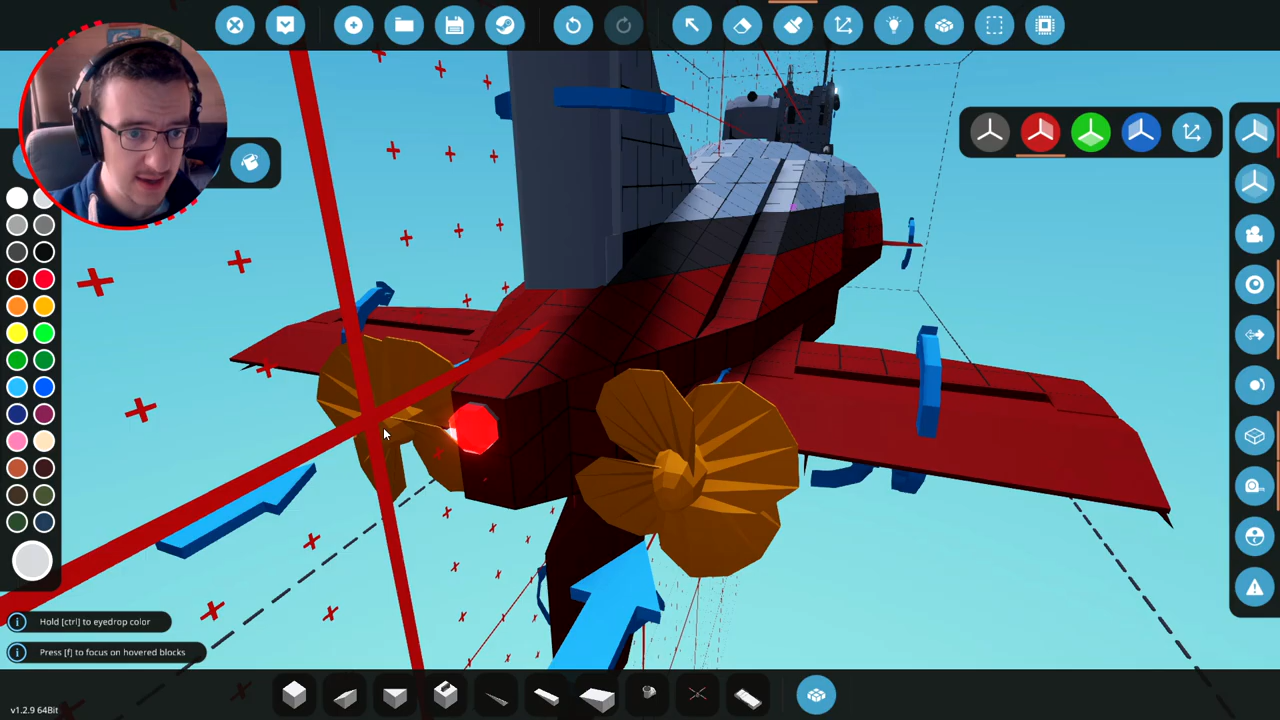 Hold [ctrl] to eyedrop color
Press [f] to focus on hovered blocks
v1.2.9 64Bit